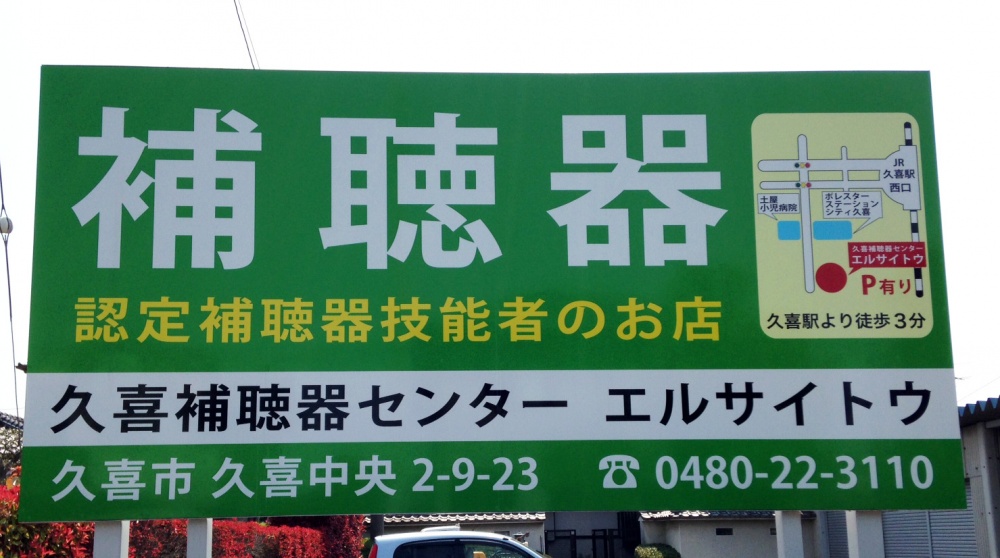 補聴器
認定補聴器技能者のお店
久喜補聴器センター エルサイトウ
久喜市 久喜中央 2-9-23 ☎ 0480-22-3110
JR
久喜駅
西口
土屋
小児病院
ポレスター
ステーション
シティ久喜
久喜補聴器センター
エルサイトウ
P有り
久喜駅より徒歩3分